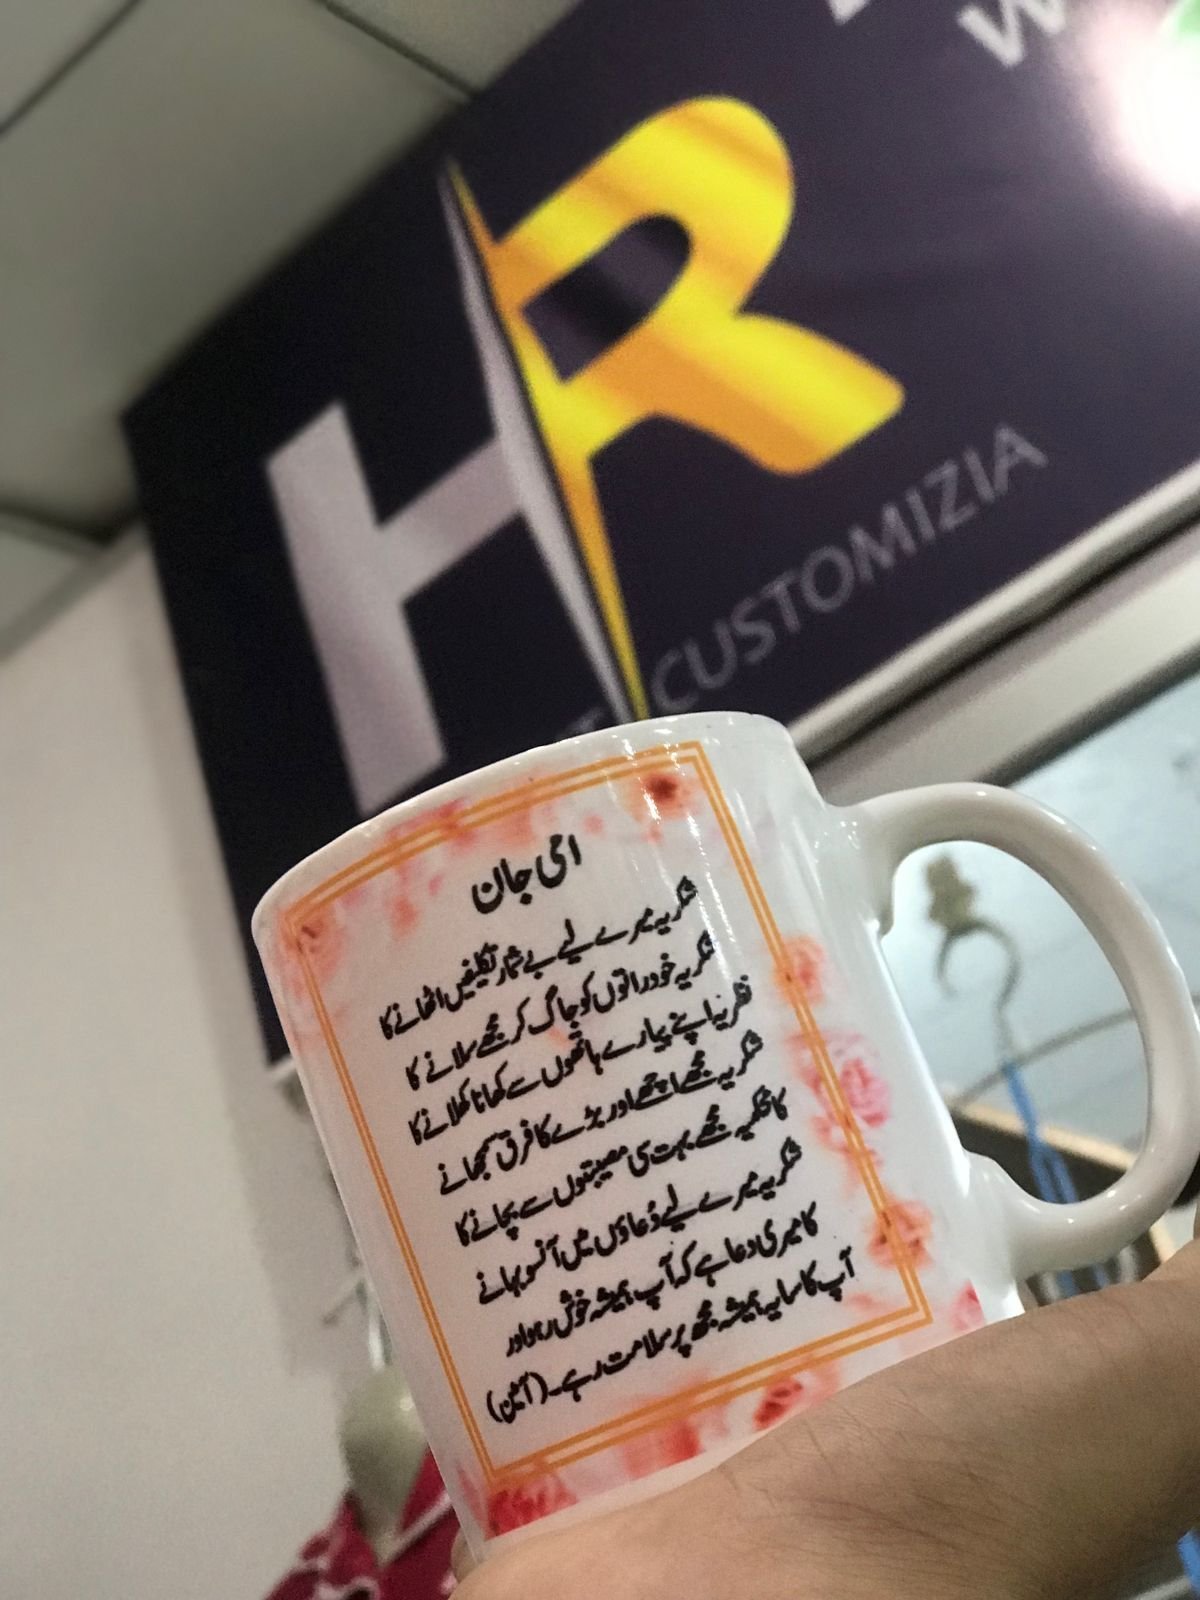 HR
CUSTOMIZIA
امی جان
شکریہ میرے لیے بے شمار تکلیفیں اٹھانے کا
شکریہ خود راتوں کو جاگ کر مجھے سلانے کا
شکریہ اپنے پیارے ہاتھوں سے کھانا کھلانے کا
شکریہ مجھے اچھے اور بڑے کا فرق سمجھانے
کا شکریہ مجھے بہت سی مصیبتوں سے بچانے کا
شکریہ میرے لیے دُعاؤں میں آنسو بہانے
کا میری دعا ہے کہ آپ ہمیشہ خوش رہو اور
آپ کا سایہ ہمیشہ مجھ پر سلامت رہے۔ (آمین)